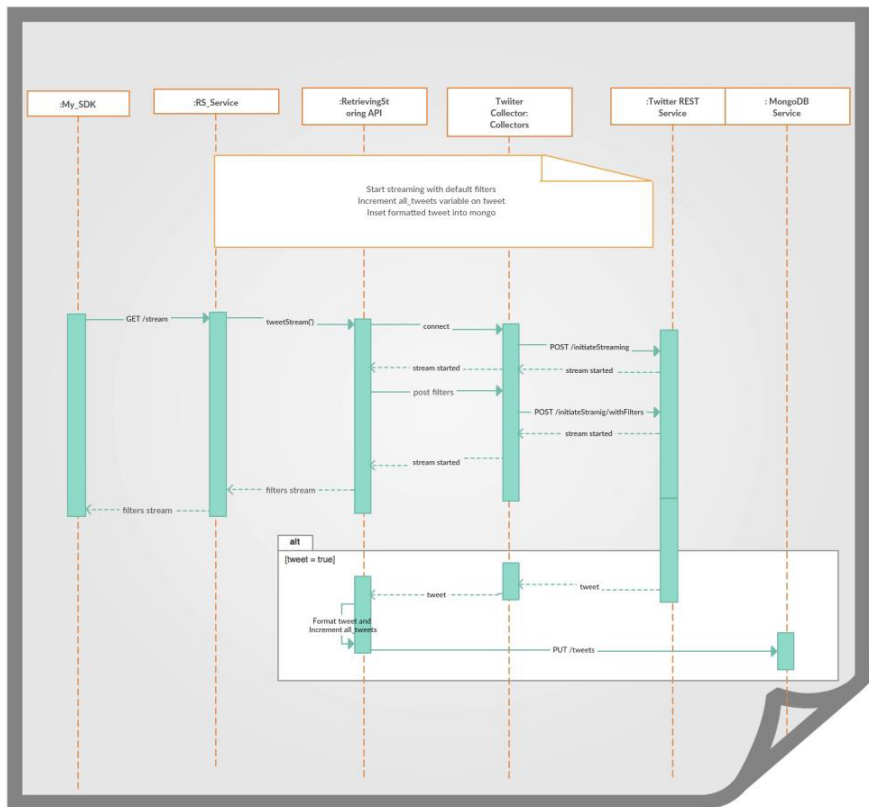 :My_SDK
:RS_Service
:RetrievingSt
oring API
Twiiter
Collector:
Collectors
:Twitter REST
Service
: MongoDB
Service
Start streaming with default filters
Increment all_tweets variable on tweet
Inset formatted tweet into mongo
GET /stream
tweetStream(')
connect
POST /initiateStreaming
stream started
stream started
post filters
POST /initiateStramig/withFilters
stream started
stream started
filters stream
filters stream
alt
[tweet = true]
tweet
tweet
Format tweet and
Increment all_tweets
PUT /tweets